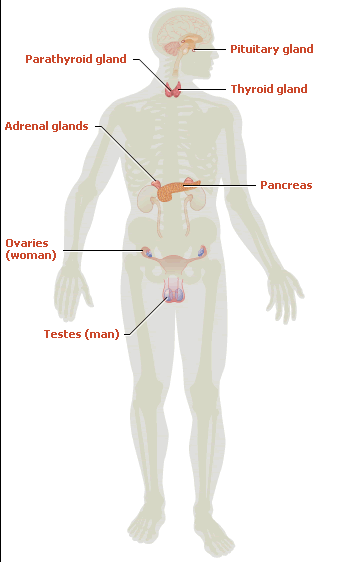 Pituitary gland
Parathyroid gland
Thyroid gland
Adrenal glands
Pancreas
Ovaries
(woman)
Testes (man)